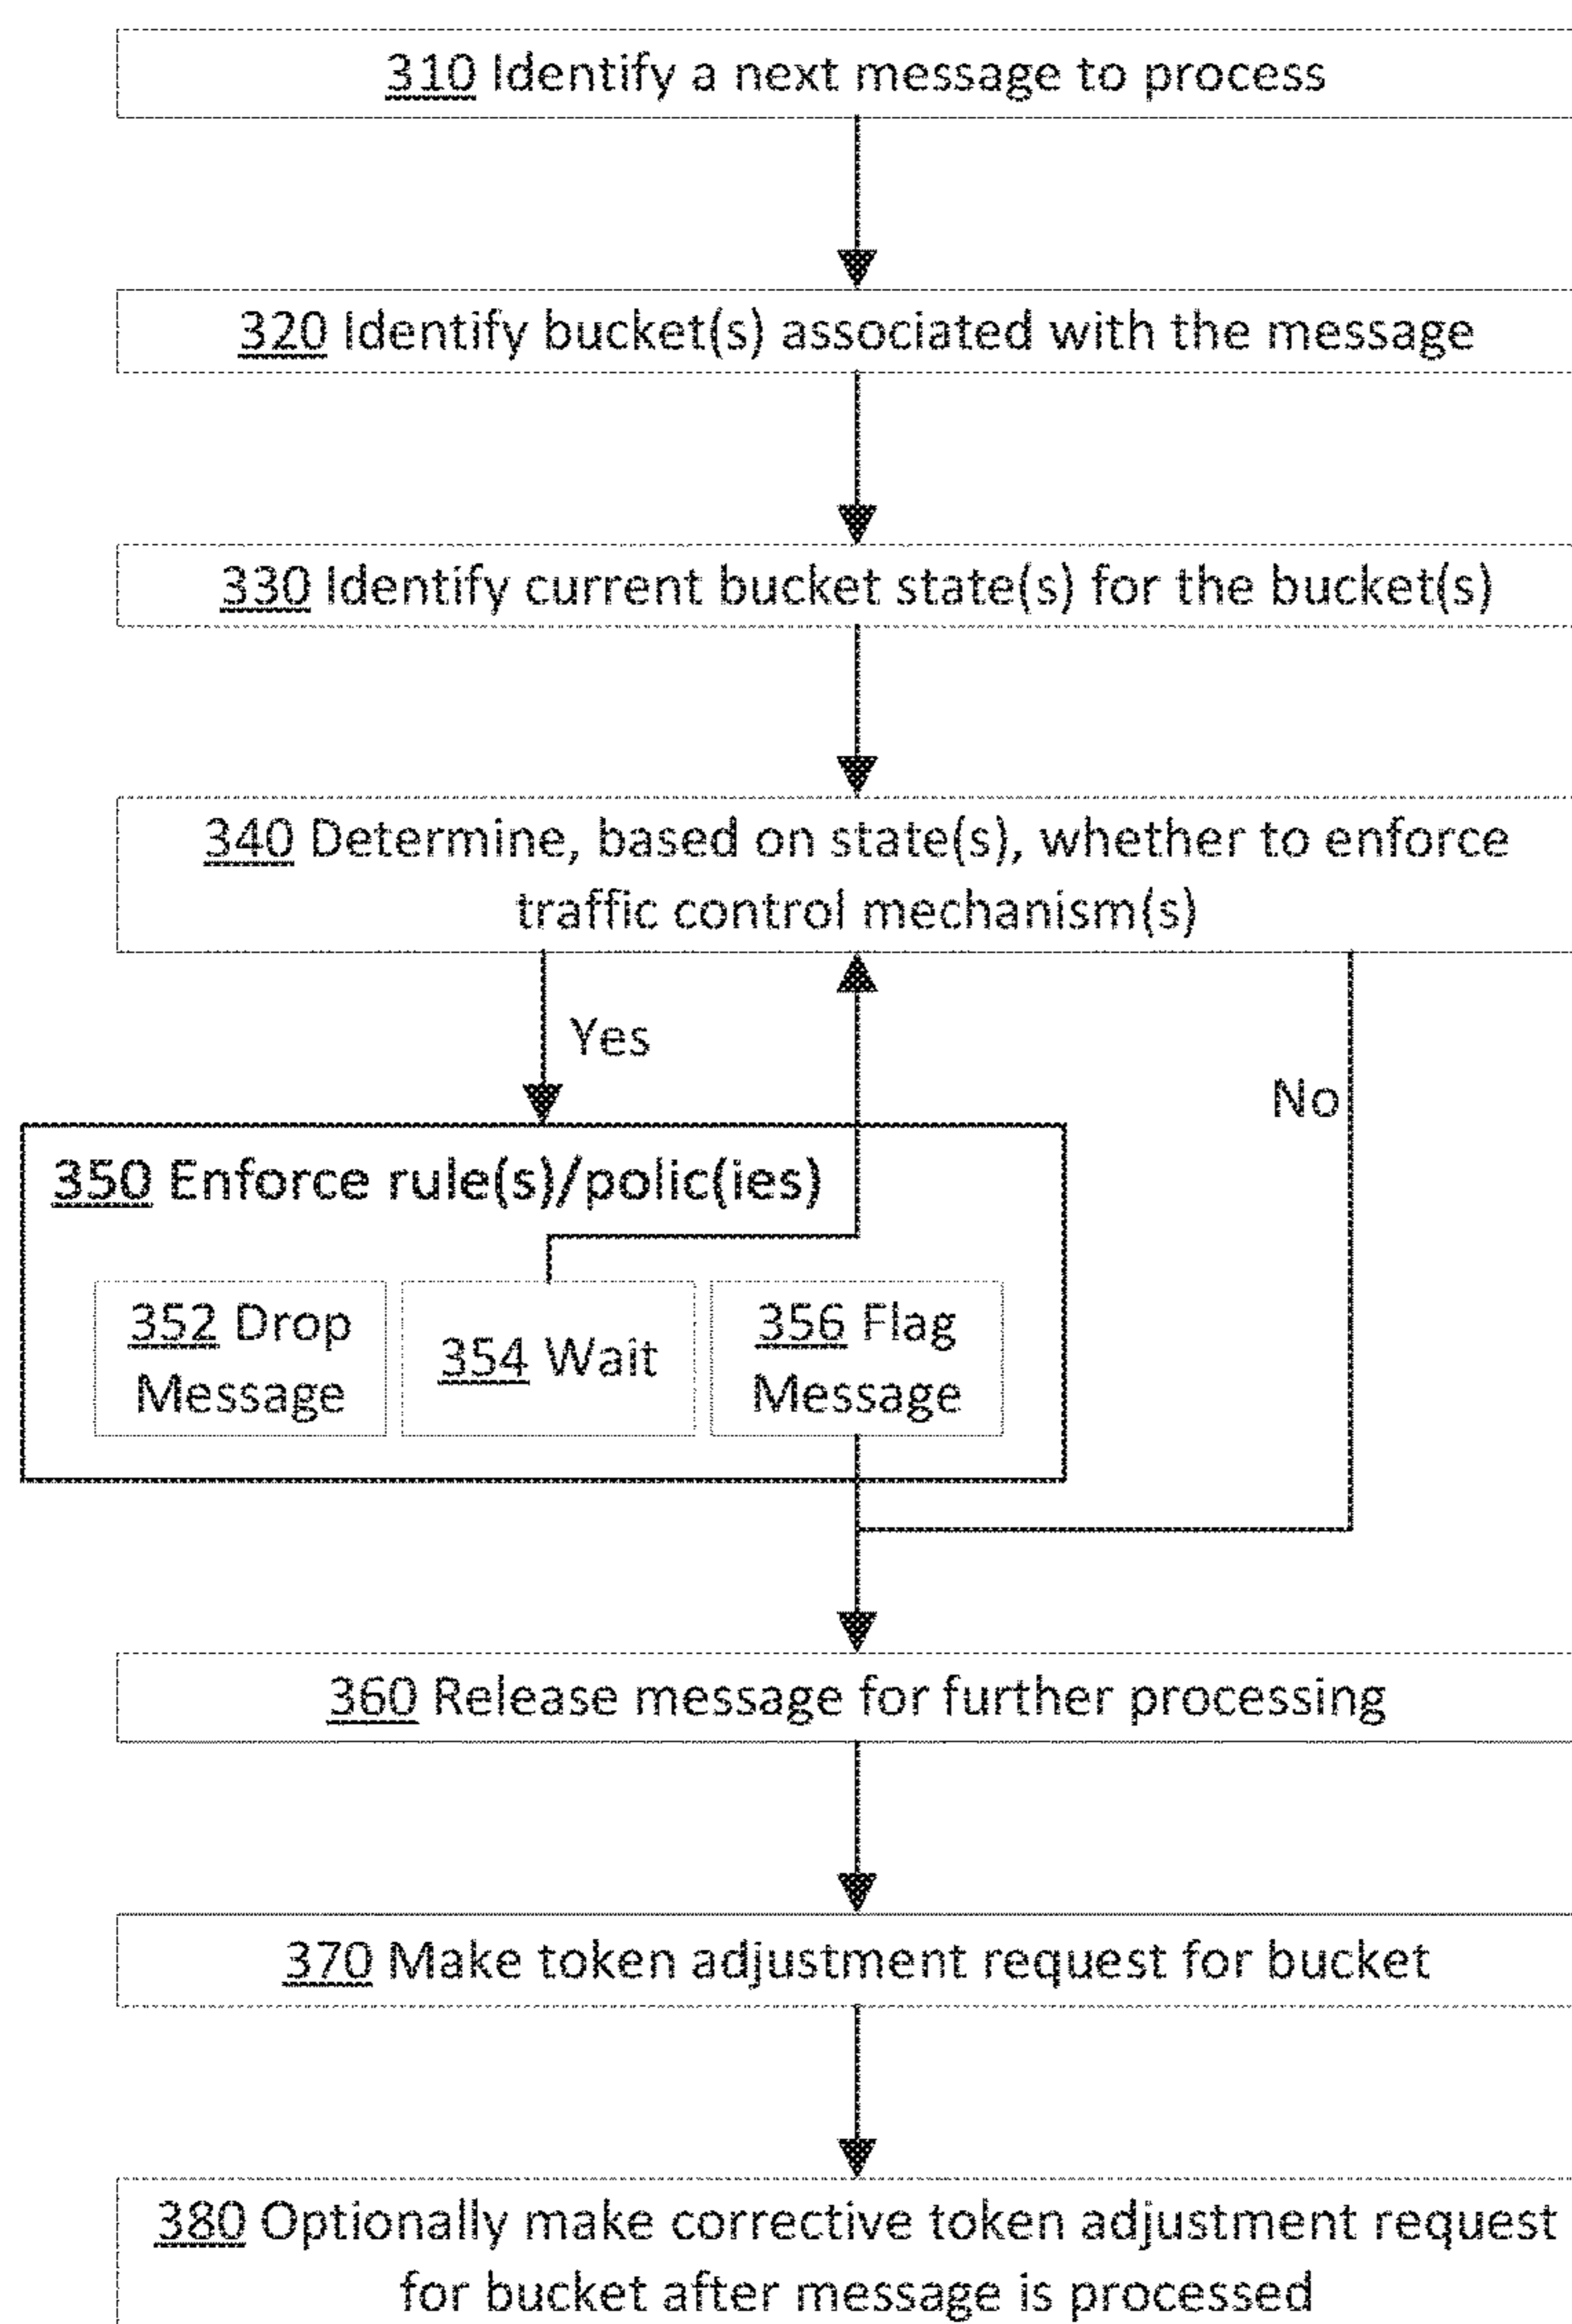 310 Identify a next message to process
320 Identify bucket(s) associated with the message
330 Identify current bucket state(s) for the bucket(s)
340 Determine, based on state(s), whether to enforce
traffic control mechanism(s)
Yes
No
350 Enforce rule(s)/polic(ies)
352 Drop
Message
354 Wait
356 Flag
Message
360 Release message for further processing
370 Make token adjustment request for bucket
380 Optionally make corrective token adjustment request
for bucket after message is processed